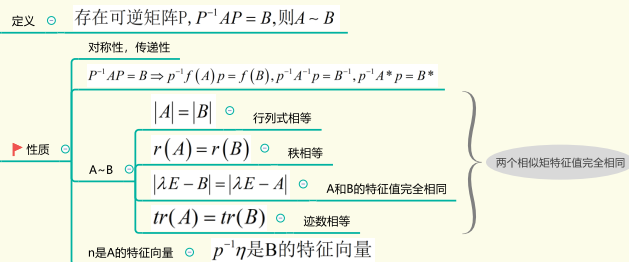 定义 存在可逆矩阵P, P⁻¹AP = B,则A ~ B
对称性，传递性
P⁻¹AP = B ⇒ p⁻¹f(A)p = f(B), p⁻¹A⁻¹p = B⁻¹, p⁻¹A*p = B*
|A| = |B| 行列式相等
性质
A~B
r(A) = r(B) 秩相等
|λE − B| = |λE − A| A和B的特征值完全相同
tr(A) = tr(B) 迹数相等
两个相似矩特征值完全相同
n是A的特征向量 p⁻¹η是B的特征向量